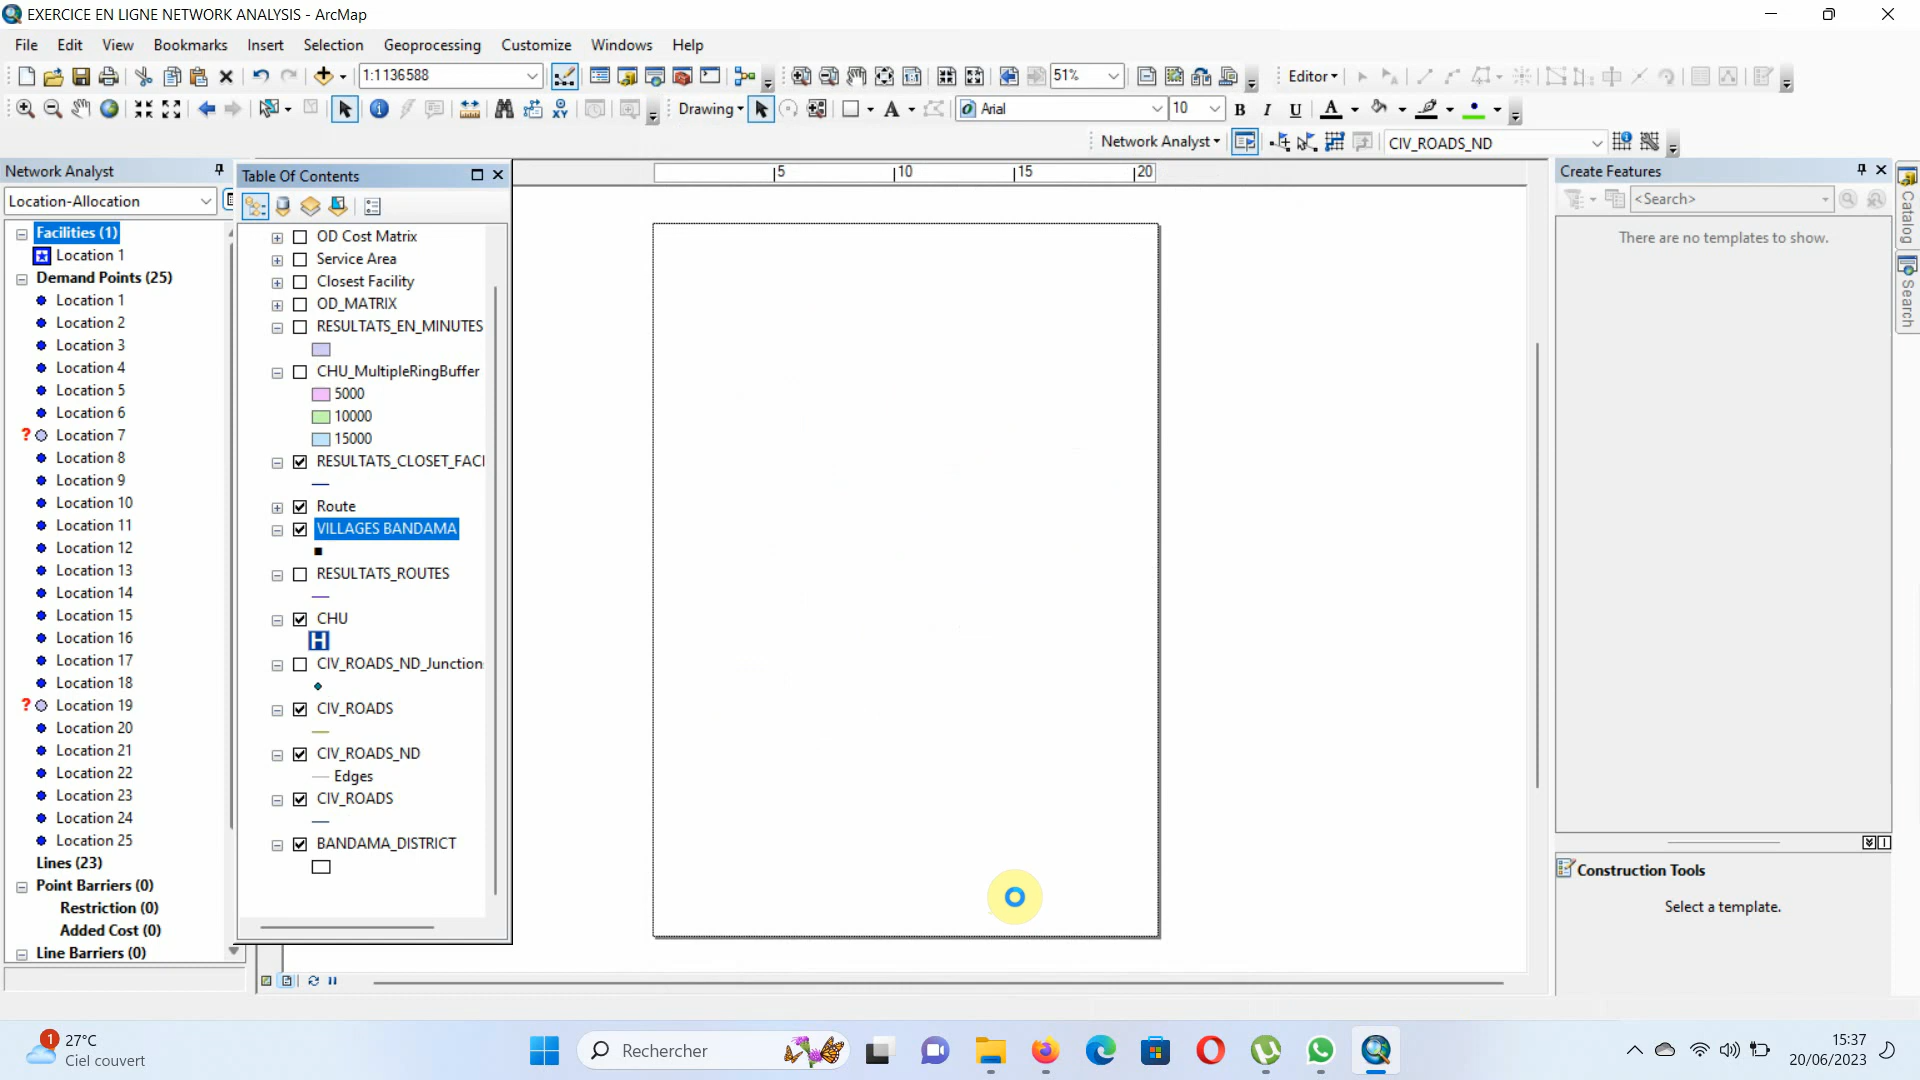 EXERCICE EN LIGNE NETWORK ANALYSIS - ArcMap
File Edit View Bookmarks Insert Selection Geoprocessing Customize Windows Help
1:1 136 588
51%
Editor
Drawing
A
Arial
10
B I U A
Network Analyst
CIV_ROADS_ND
Network Analyst
Location-Allocation
Facilities (1)
Location 1
Demand Points (25)
Location 1
Location 2
Location 3
Location 4
Location 5
Location 6
? Location 7
Location 8
Location 9
Location 10
Location 11
Location 12
Location 13
Location 14
Location 15
Location 16
Location 17
Location 18
? Location 19
Location 20
Location 21
Location 22
Location 23
Location 24
Location 25
Lines (23)
Point Barriers (0)
Restriction (0)
Added Cost (0)
Line Barriers (0)
Table Of Contents
OD Cost Matrix
Service Area
Closest Facility
OD_MATRIX
RESULTATS_EN_MINUTES
CHU_MultipleRingBuffer
5000
10000
15000
RESULTATS_CLOSET_FACI
Route
VILLAGES BANDAMA
RESULTATS_ROUTES
CHU
H
CIV_ROADS_ND_Junction
CIV_ROADS
CIV_ROADS_ND
Edges
CIV_ROADS
BANDAMA_DISTRICT
5 10 15 20
Create Features
<Search>
There are no templates to show.
Construction Tools
Select a template.
Catalog
Search
1
27°C
Ciel couvert
Rechercher
15:37
20/06/2023